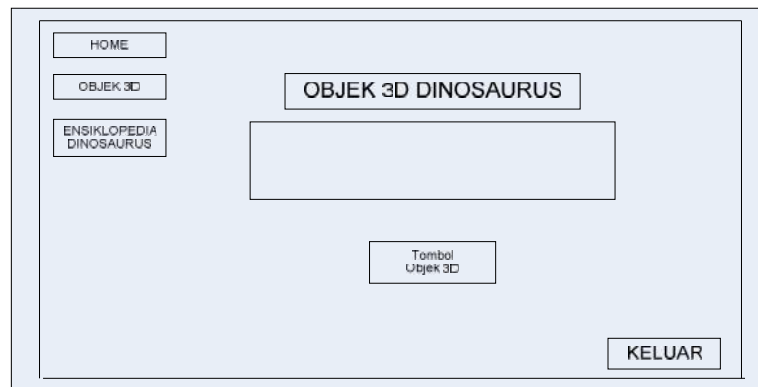 HOME
OBJEK 3D
ENSIKLOPEDIA
DINOSAURUS
OBJEK 3D DINOSAURUS
Tombol
Objek 3D
KELUAR